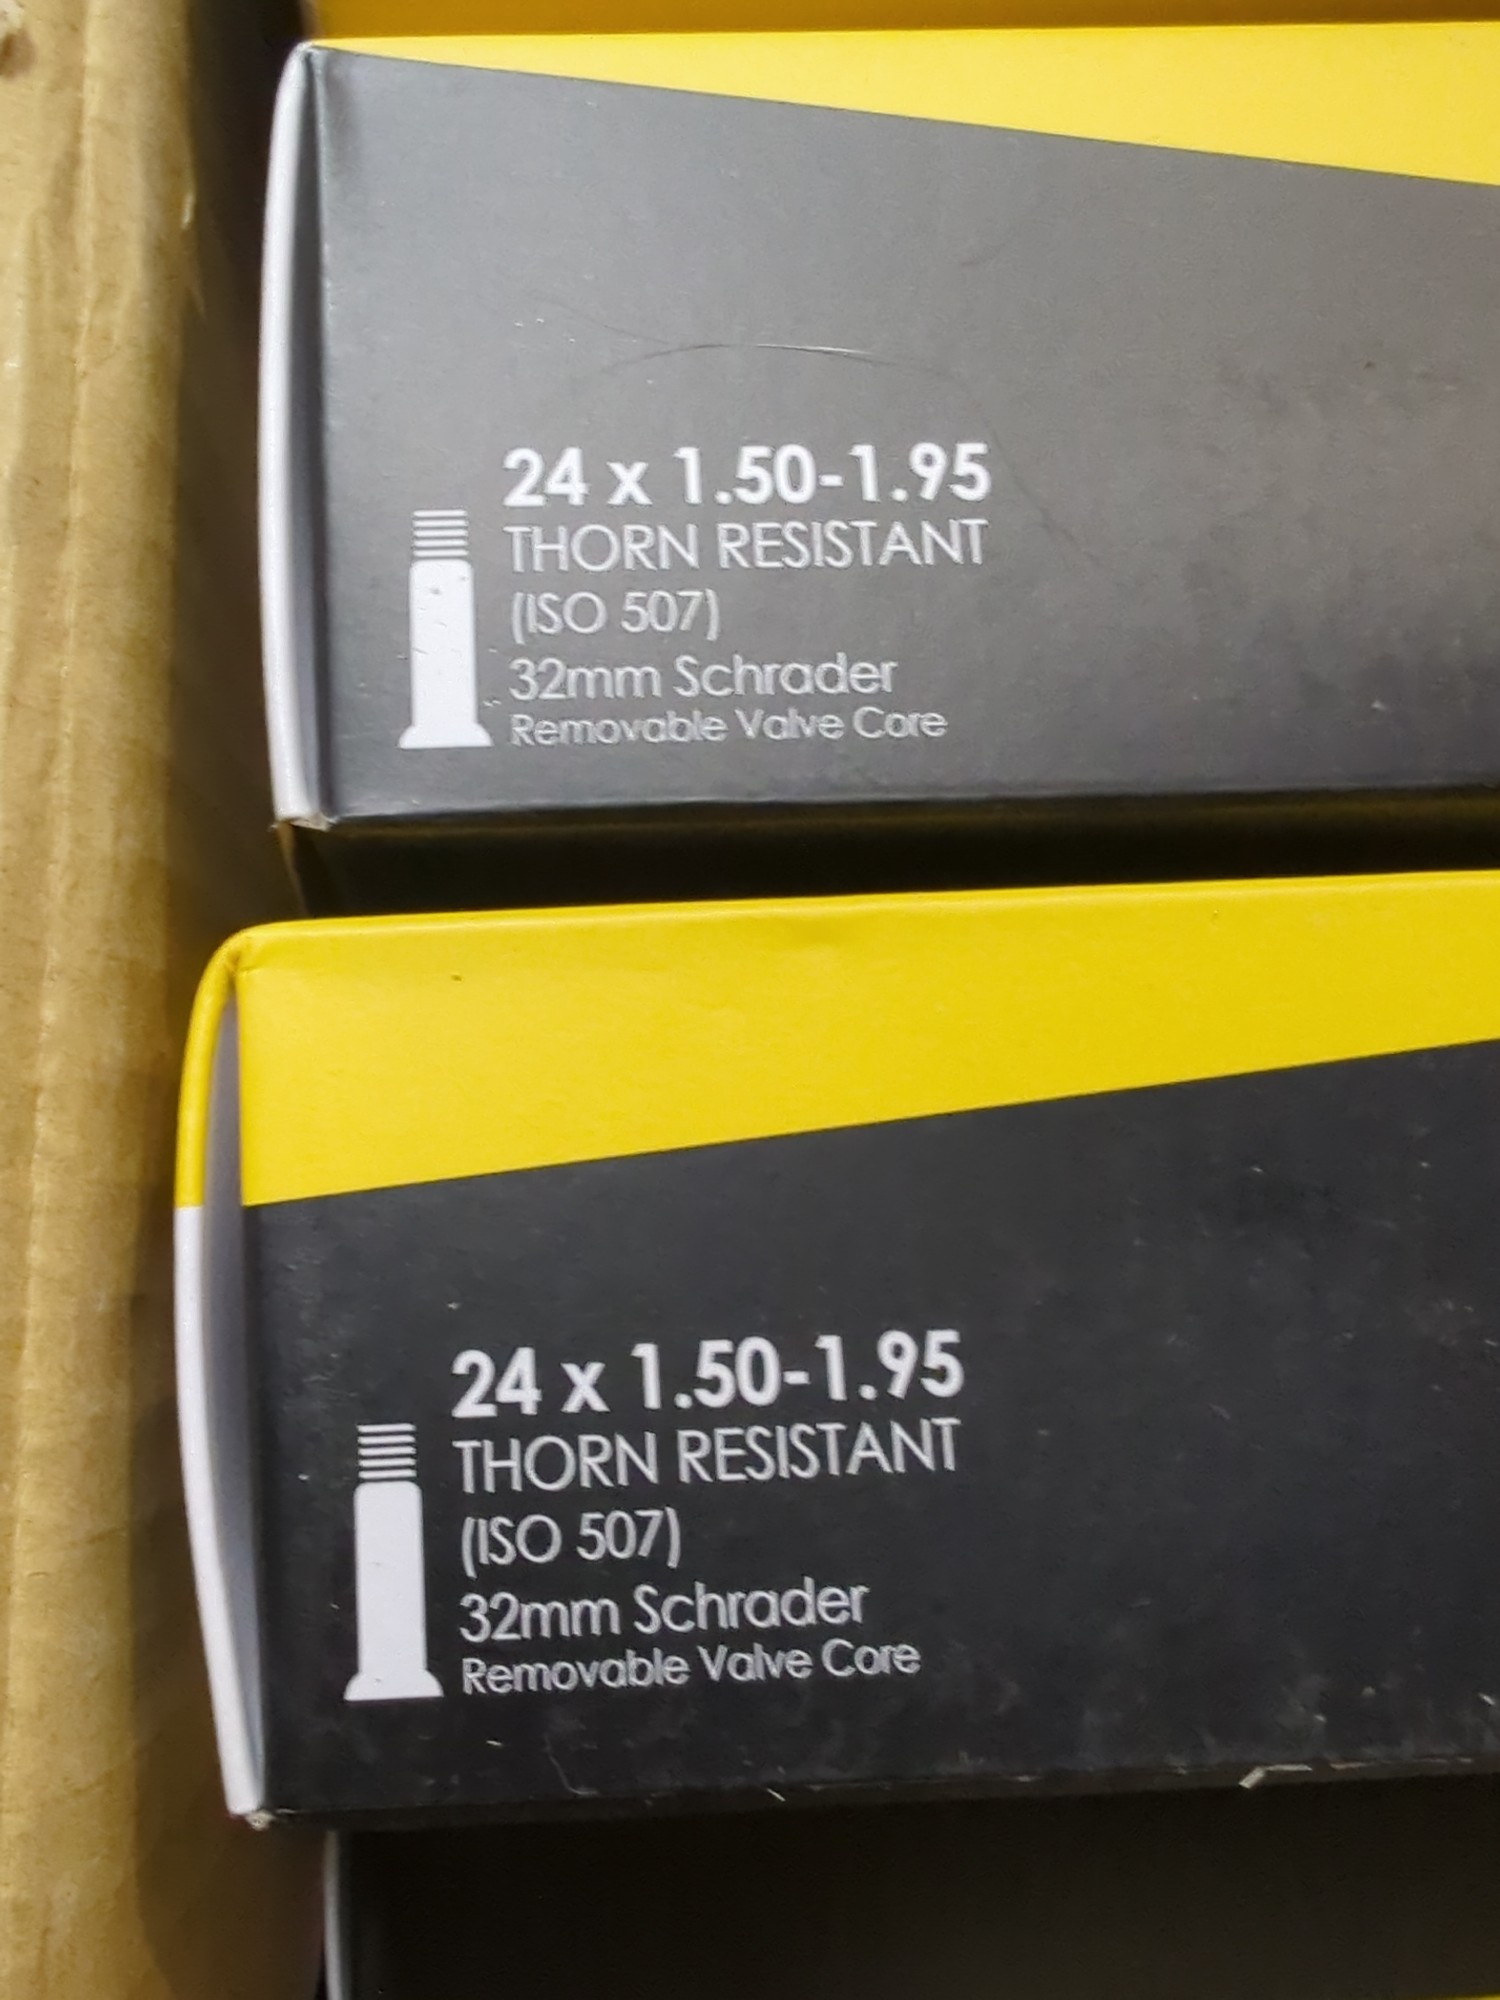 24 x 1.50-1.95
THORN RESISTANT
(ISO 507)
32mm Schrader
Removable Valve Core
24 x 1.50-1.95
THORN RESISTANT
(ISO 507)
32mm Schrader
Removable Valve Core